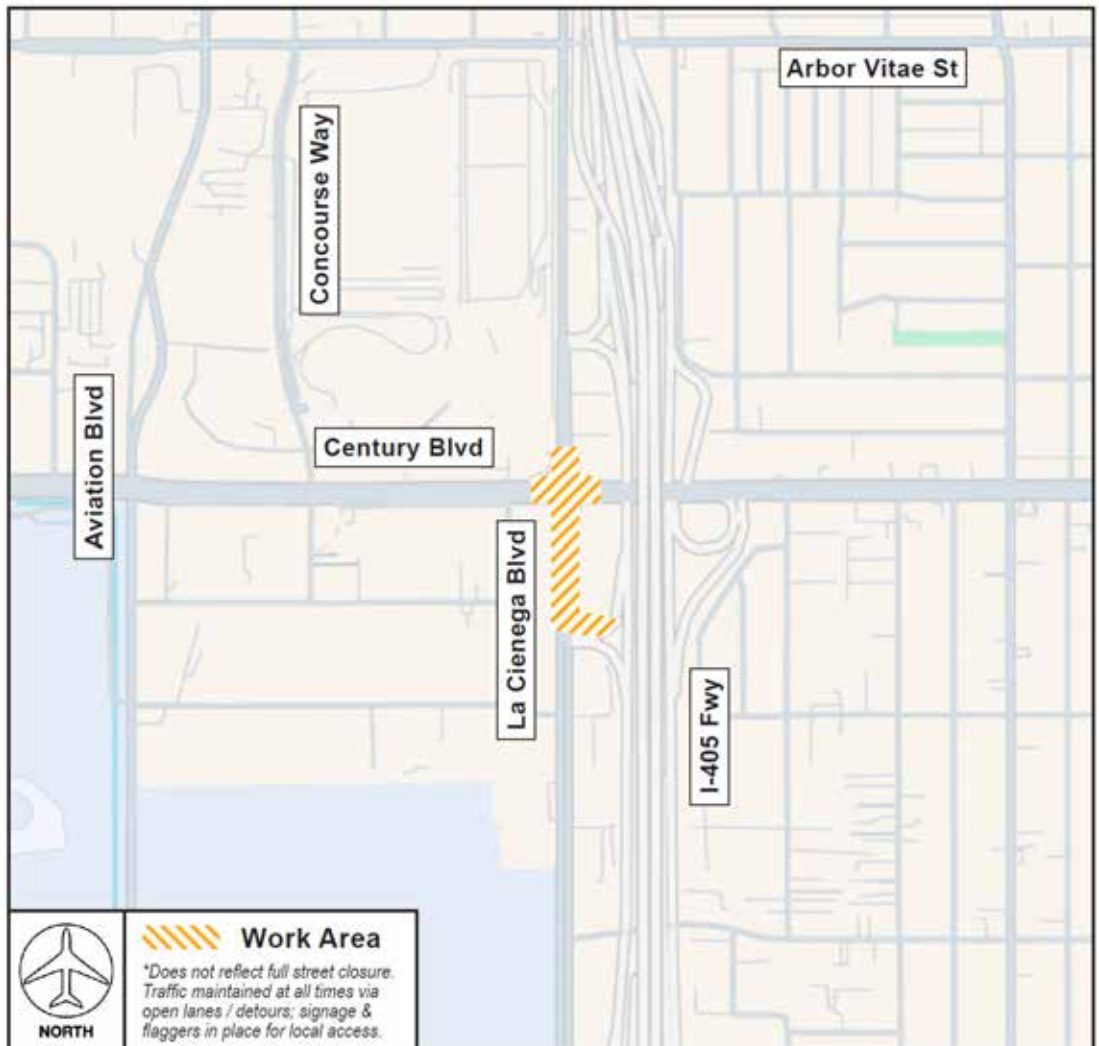 Arbor Vitae St
Concourse Way
Century Blvd
Aviation Blvd
La Cienega Blvd
I-405 Fwy
NORTH
Work Area
*Does not reflect full street closure.
Traffic maintained at all times via
open lanes / detours; signage &
flaggers in place for local access.